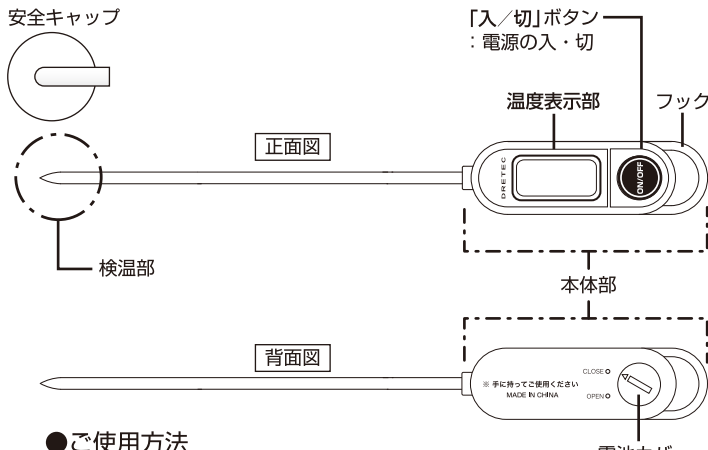 安全キャップ
「入／切」ボタン
：電源の入・切
温度表示部
フック
正面図
DRETEC
ON/OFF
検温部
本体部
背面図
CLOSE
※ 手に持ってご使用ください
MADE IN CHINA
OPEN
●ご使用方法